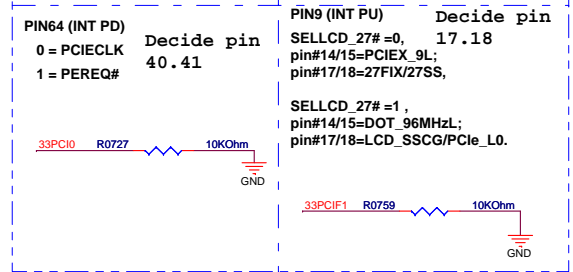 PIN64 (INT PD)
0 = PCIECLK
1 = PEREQ#
Decide pin
40.41
33PCI0 R0727 10KOhm
GND
PIN9 (INT PU)
Decide pin
17.18
SELLCD_27# =0,
pin#14/15=PCIEX_9L;
pin#17/18=27FIX/27SS,
SELLCD_27# =1 ,
pin#14/15=DOT_96MHzL;
pin#17/18=LCD_SSCG/PCIe_L0.
33PCIF1 R0759 10KOhm
GND